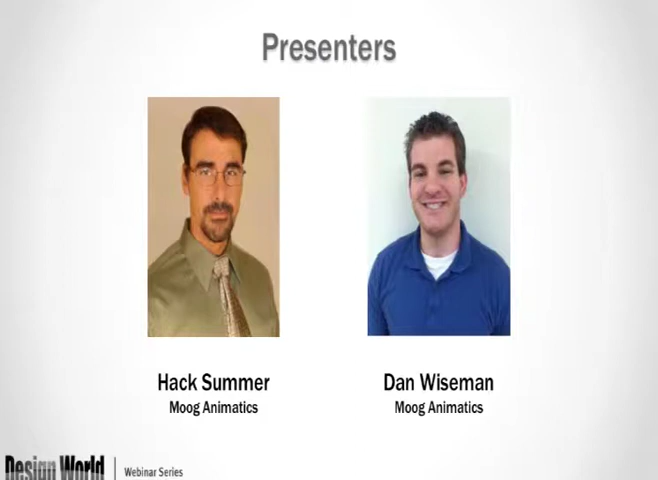 Presenters
Hack Summer
Moog Animatics
Dan Wiseman
Moog Animatics
Design World
Webinar Series